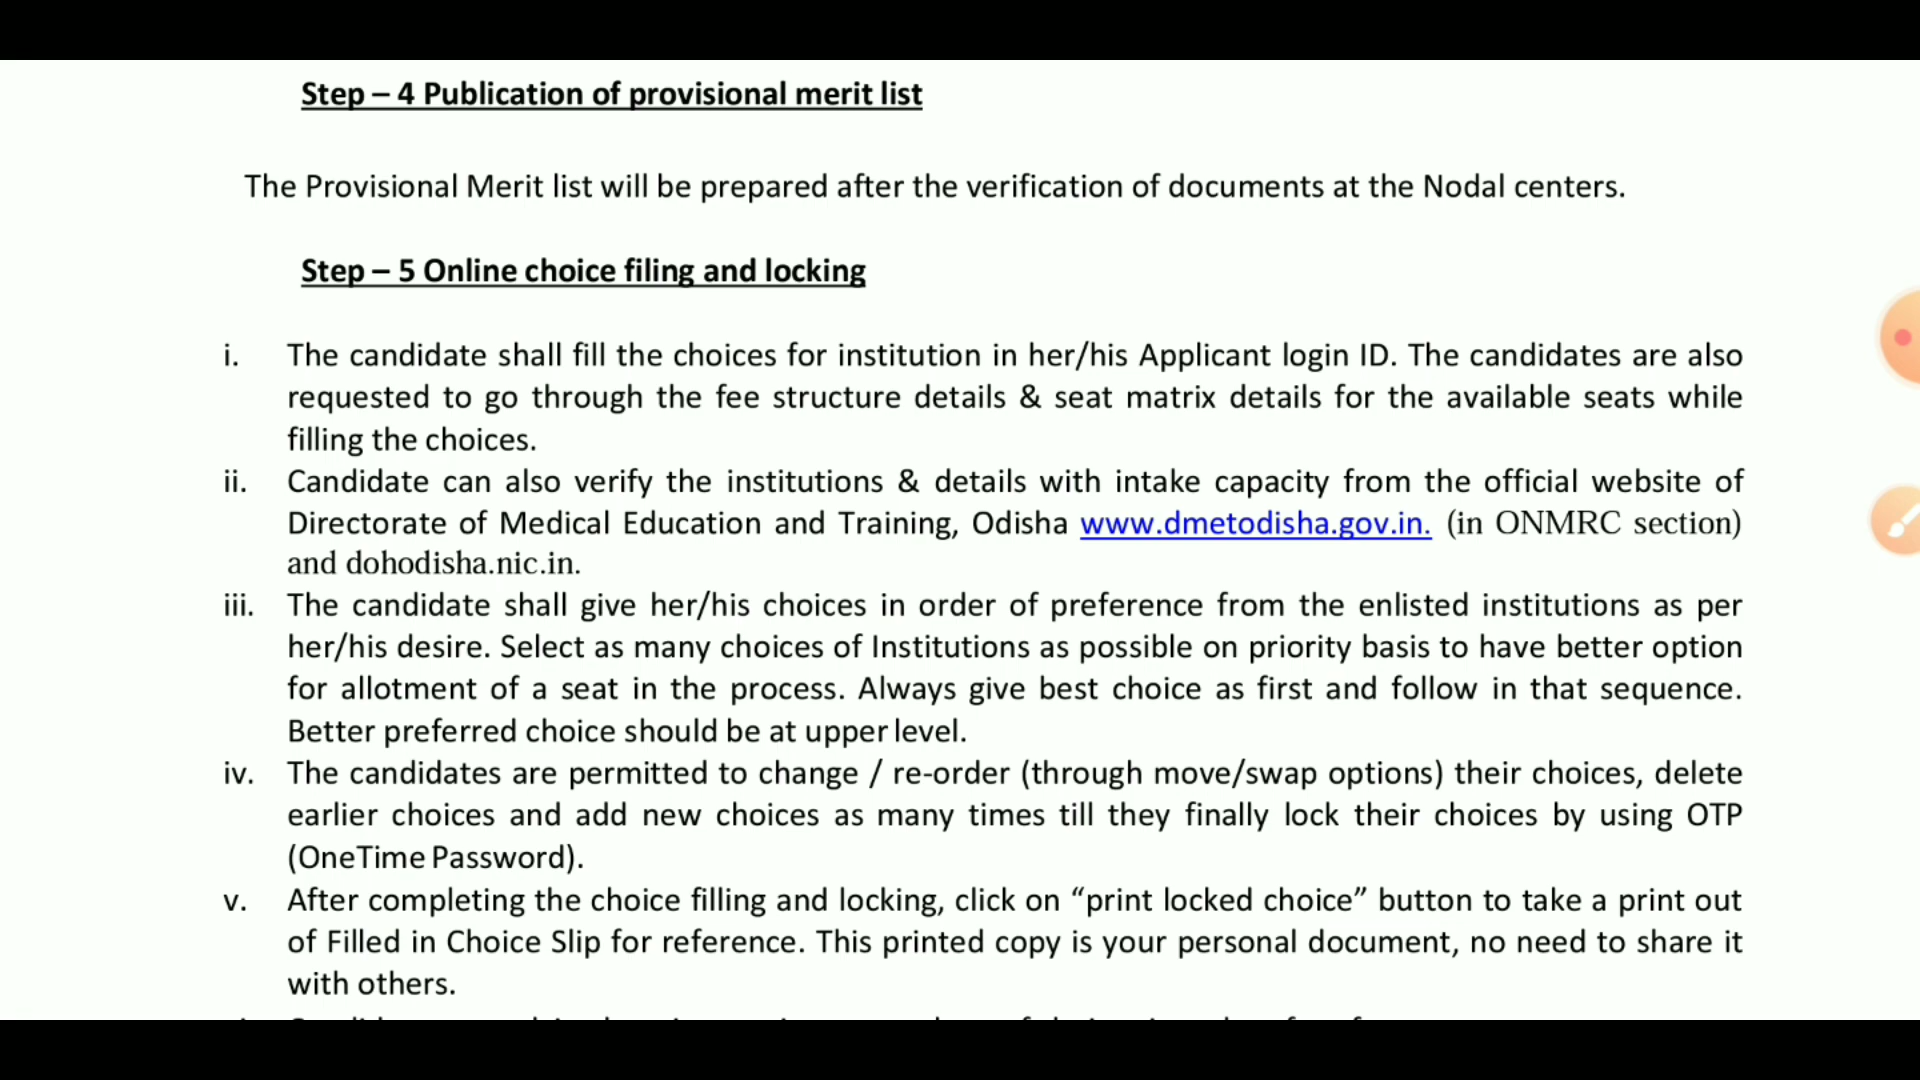 Step – 4 Publication of provisional merit list
The Provisional Merit list will be prepared after the verification of documents at the Nodal centers.
Step – 5 Online choice filing and locking
i. The candidate shall fill the choices for institution in her/his Applicant login ID. The candidates are also
requested to go through the fee structure details & seat matrix details for the available seats while
filling the choices.
ii. Candidate can also verify the institutions & details with intake capacity from the official website of
Directorate of Medical Education and Training, Odisha www.dmetodisha.gov.in. (in ONMRC section)
and dohodisha.nic.in.
iii. The candidate shall give her/his choices in order of preference from the enlisted institutions as per
her/his desire. Select as many choices of Institutions as possible on priority basis to have better option
for allotment of a seat in the process. Always give best choice as first and follow in that sequence.
Better preferred choice should be at upper level.
iv. The candidates are permitted to change / re-order (through move/swap options) their choices, delete
earlier choices and add new choices as many times till they finally lock their choices by using OTP
(OneTime Password).
v. After completing the choice filling and locking, click on “print locked choice” button to take a print out
of Filled in Choice Slip for reference. This printed copy is your personal document, no need to share it
with others.